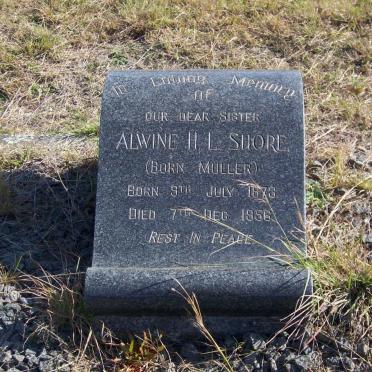 In Loving Memory
of
our dear sister
Alwine H. L. Shore
(born Muller)
Born 9th July 1873
Died 7th Dec. 1956
Rest In Peace